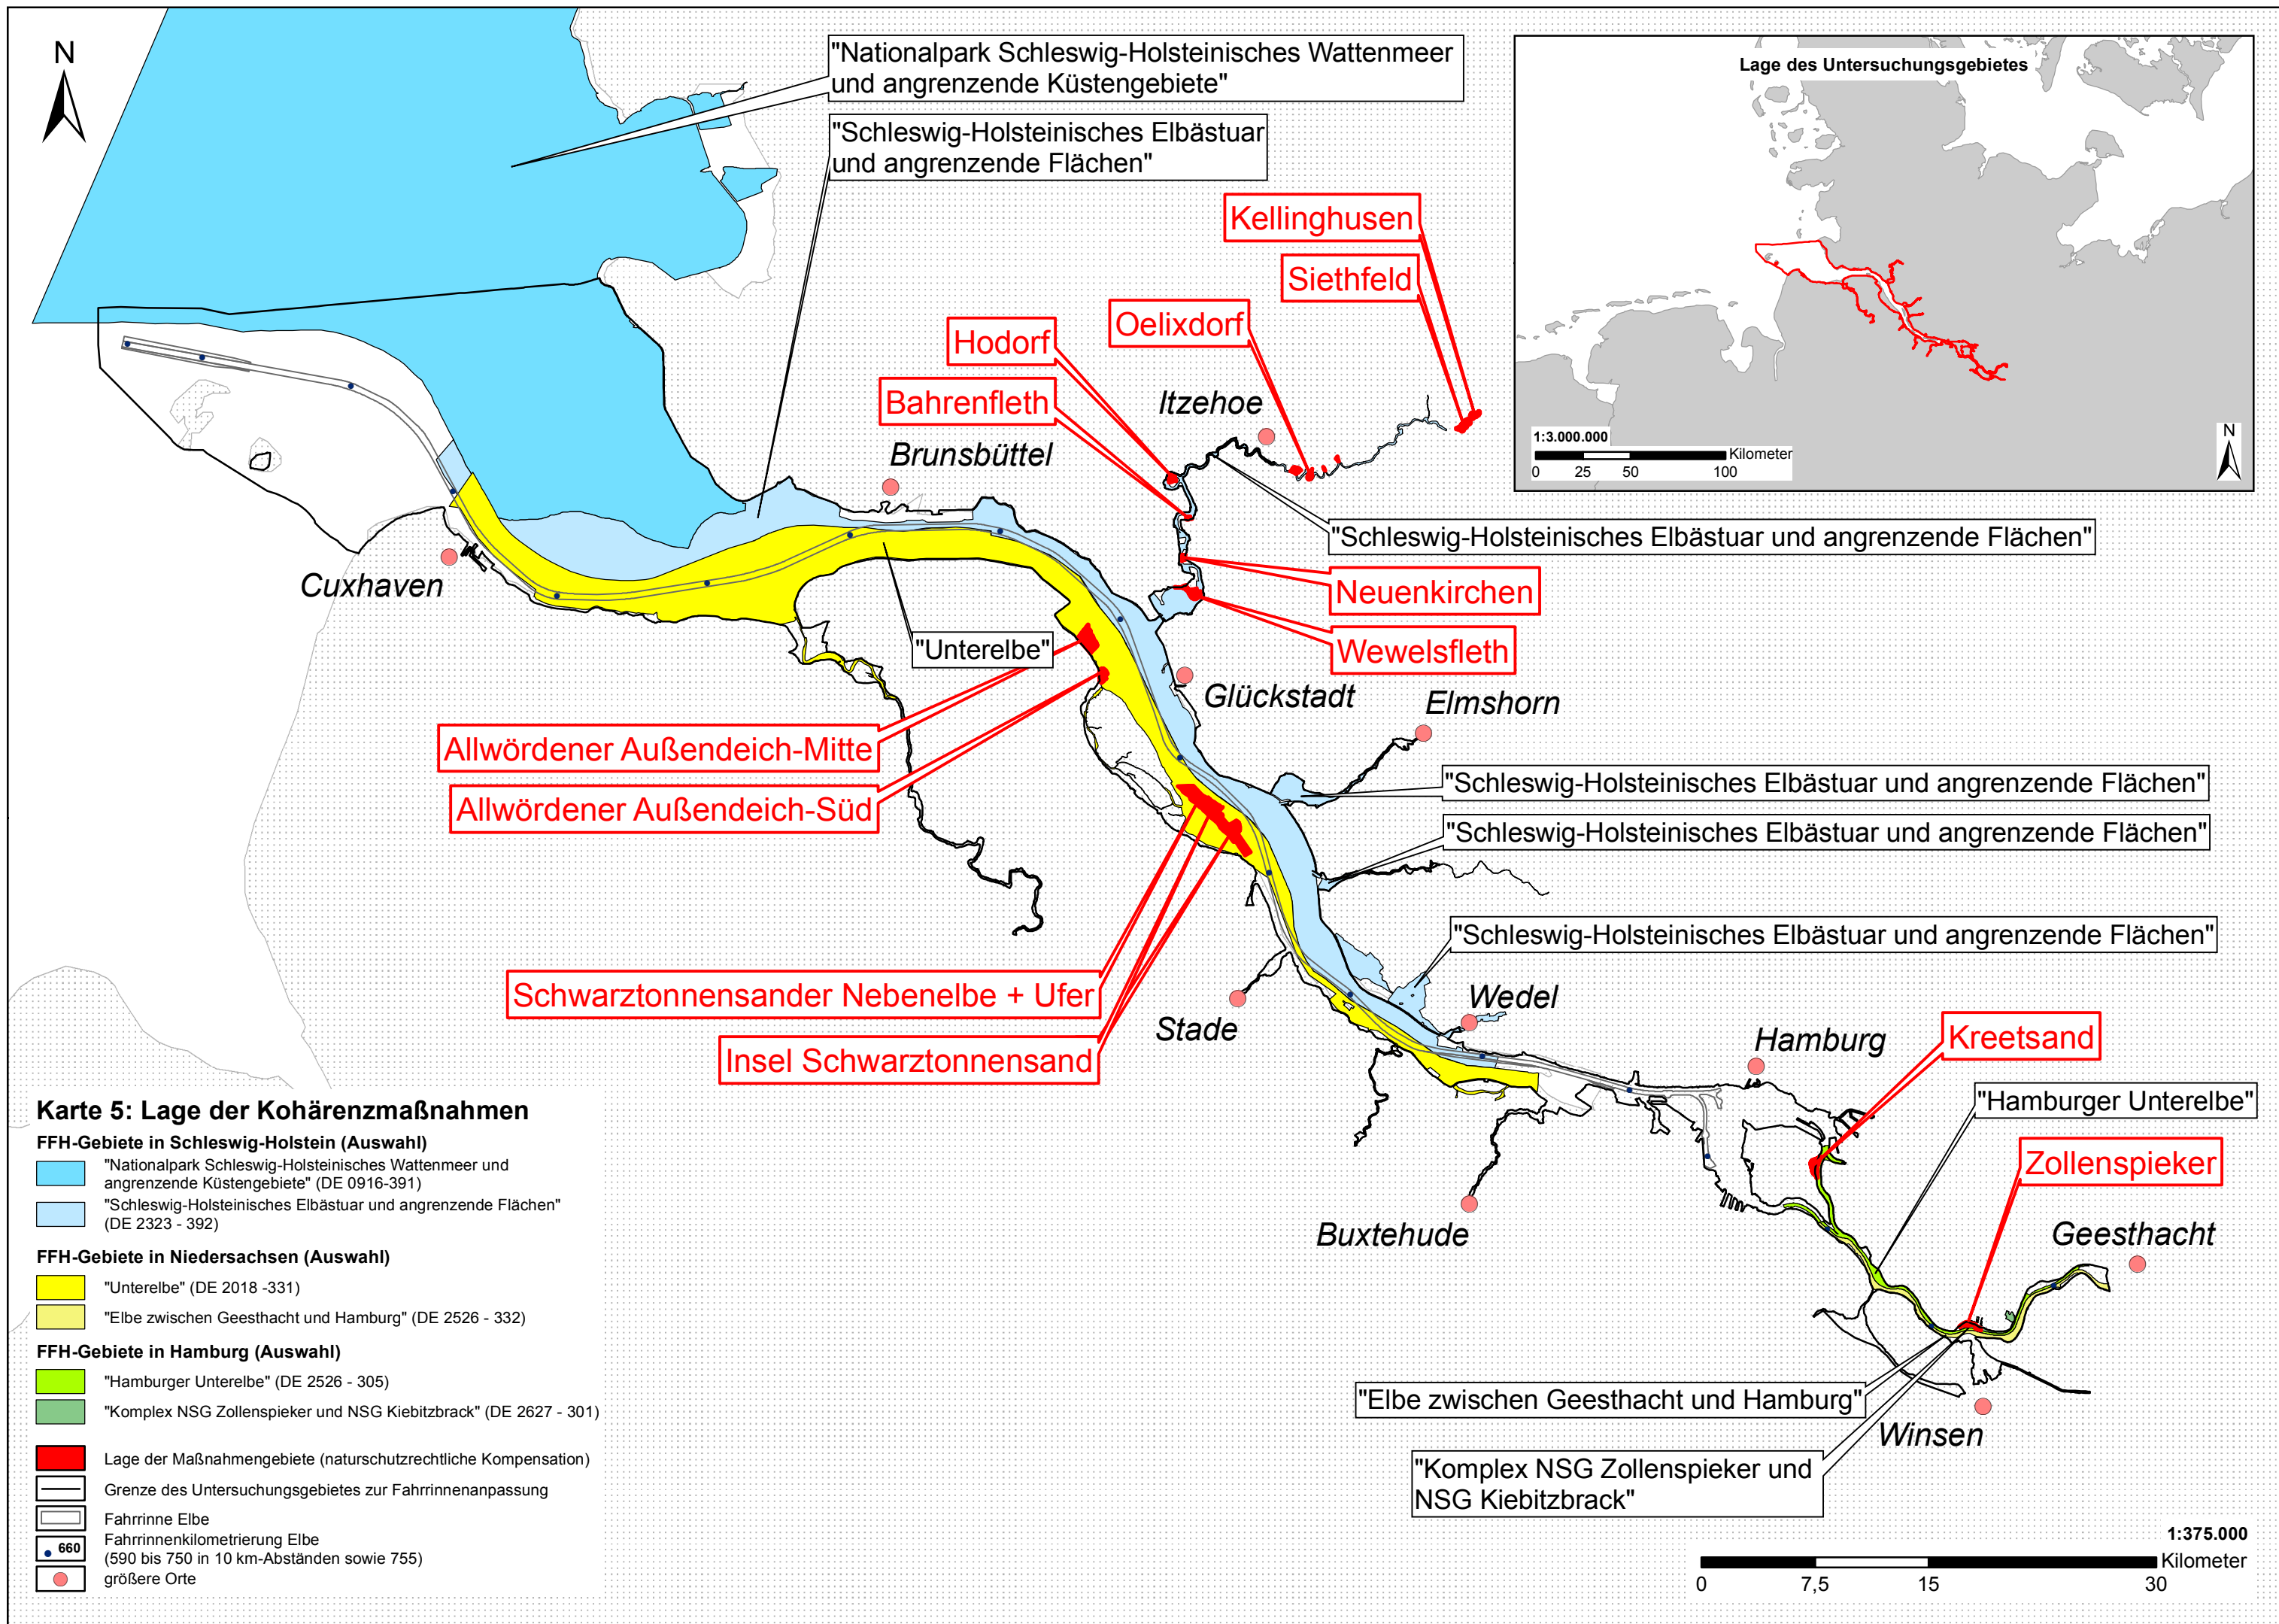 N
"Nationalpark Schleswig-Holsteinisches Wattenmeer
und angrenzende Küstengebiete"
"Schleswig-Holsteinisches Elbästuar
und angrenzende Flächen"
Lage des Untersuchungsgebietes
1:3.000.000
Kilometer
0 25 50 100
N
Kellinghusen
Siethfeld
Oelixdorf
Hodorf
Bahrenfleth
Itzehoe
Brunsbüttel
"Schleswig-Holsteinisches Elbästuar und angrenzende Flächen"
Cuxhaven
Neuenkirchen
"Unterelbe"
Wewelsfleth
Glückstadt
Elmshorn
Allwördener Außendeich-Mitte
"Schleswig-Holsteinisches Elbästuar und angrenzende Flächen"
Allwördener Außendeich-Süd
"Schleswig-Holsteinisches Elbästuar und angrenzende Flächen"
"Schleswig-Holsteinisches Elbästuar und angrenzende Flächen"
Schwarztonnensander Nebenelbe + Ufer
Wedel
Stade
Insel Schwarztonnensand
Hamburg
Kreetsand
"Hamburger Unterelbe"
Zollenspieker
Buxtehude
Geesthacht
"Elbe zwischen Geesthacht und Hamburg"
Winsen
"Komplex NSG Zollenspieker und
NSG Kiebitzbrack"
Karte 5: Lage der Kohärenzmaßnahmen
FFH-Gebiete in Schleswig-Holstein (Auswahl)
"Nationalpark Schleswig-Holsteinisches Wattenmeer und
angrenzende Küstengebiete" (DE 0916-391)
"Schleswig-Holsteinisches Elbästuar und angrenzende Flächen"
(DE 2323 - 392)
FFH-Gebiete in Niedersachsen (Auswahl)
"Unterelbe" (DE 2018 -331)
"Elbe zwischen Geesthacht und Hamburg" (DE 2526 - 332)
FFH-Gebiete in Hamburg (Auswahl)
"Hamburger Unterelbe" (DE 2526 - 305)
"Komplex NSG Zollenspieker und NSG Kiebitzbrack" (DE 2627 - 301)
Lage der Maßnahmengebiete (naturschutzrechtliche Kompensation)
Grenze des Untersuchungsgebietes zur Fahrrinnenanpassung
Fahrrinne Elbe
660 Fahrrinnenkilometrierung Elbe
(590 bis 750 in 10 km-Abständen sowie 755)
größere Orte
1:375.000
Kilometer
0 7,5 15 30